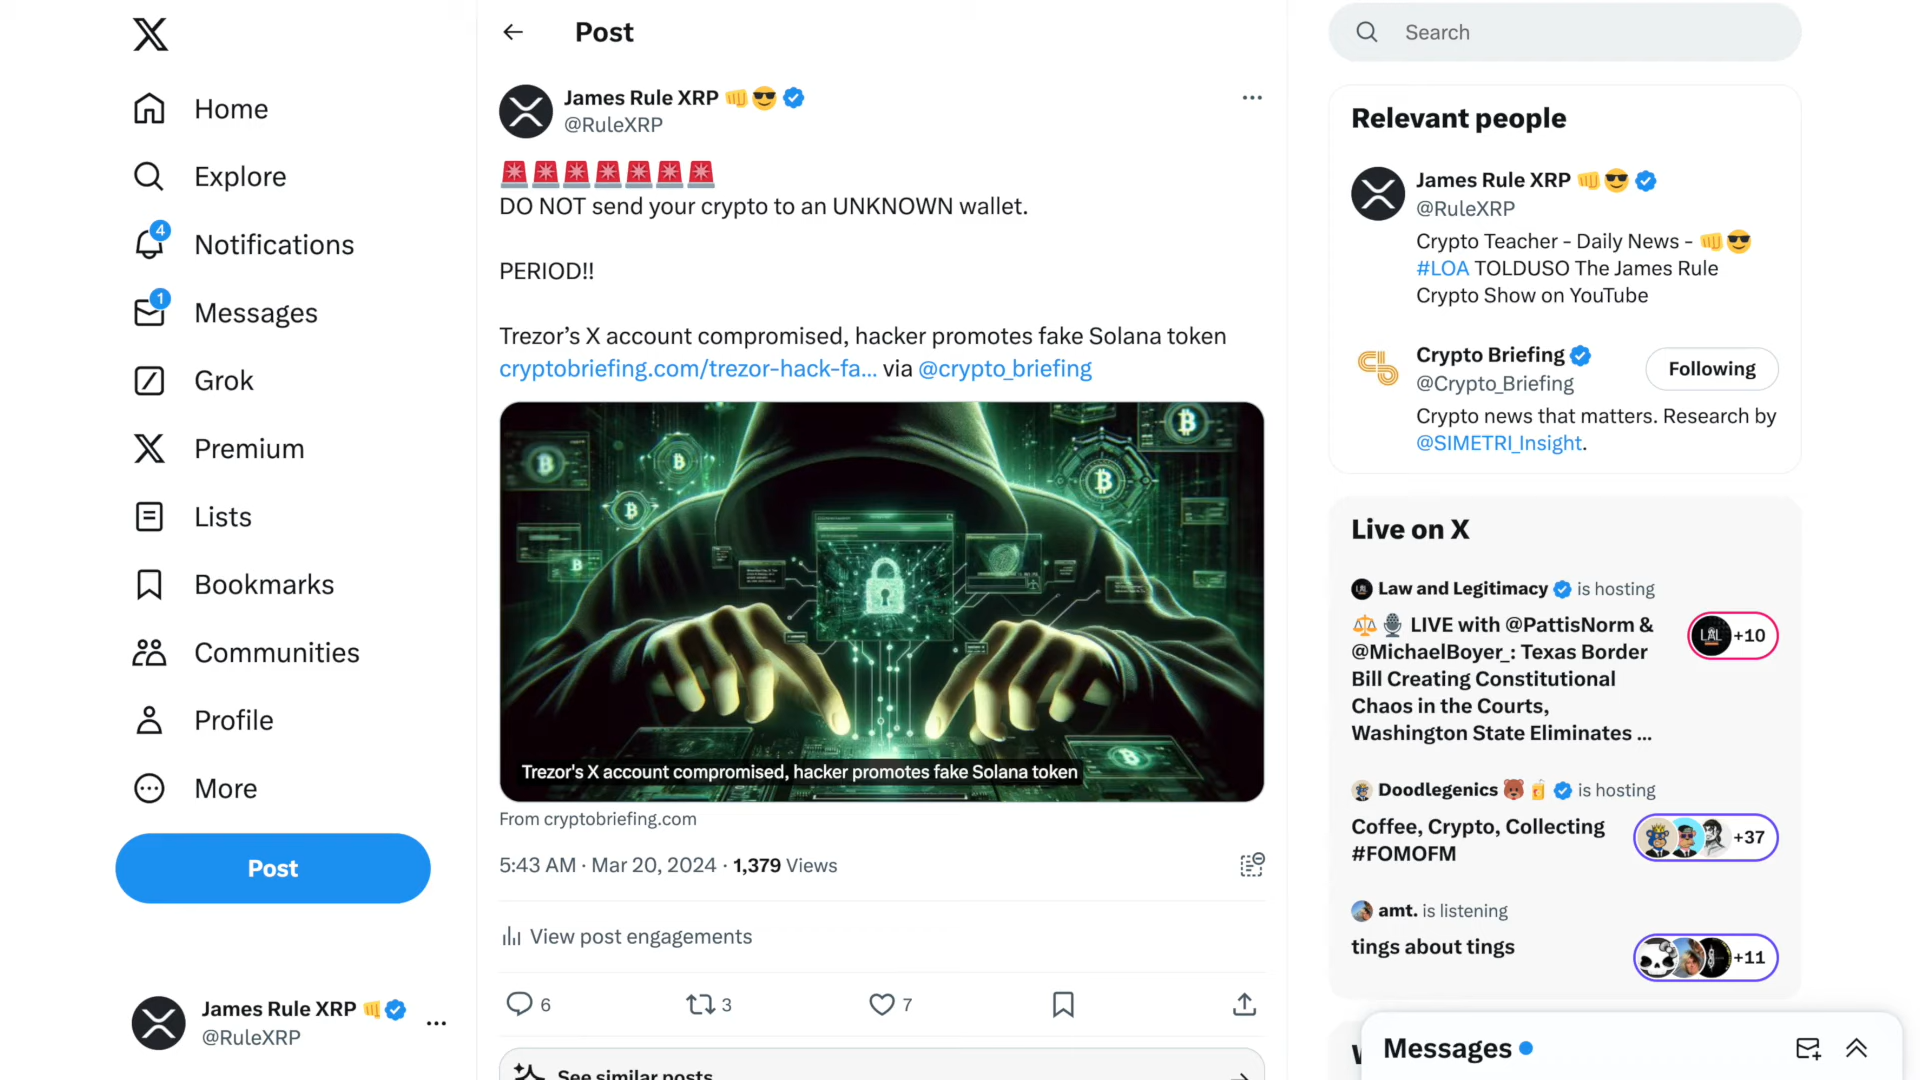 Home
Explore
4
Notifications
1
Messages
Grok
Premium
Lists
Bookmarks
Communities
Profile
More
Post
James Rule XRP
@RuleXRP
Post
James Rule XRP
@RuleXRP
DO NOT send your crypto to an UNKNOWN wallet.
PERIOD!!
Trezor’s X account compromised, hacker promotes fake Solana token
cryptobriefing.com/trezor-hack-fa... via @crypto_briefing
Trezor's X account compromised, hacker promotes fake Solana token
From cryptobriefing.com
5:43 AM · Mar 20, 2024 · 1,379 Views
View post engagements
6
3
7
See similar posts
Search
Relevant people
James Rule XRP
@RuleXRP
Crypto Teacher - Daily News -
#LOA TOLDUSO The James Rule
Crypto Show on YouTube
Crypto Briefing
@Crypto_Briefing
Following
Crypto news that matters. Research by
@SIMETRI_Insight.
Live on X
Law and Legitimacy is hosting
LIVE with @PattisNorm &
@MichaelBoyer_: Texas Border
Bill Creating Constitutional
Chaos in the Courts,
Washington State Eliminates ...
LAL
+10
Doodlegenics is hosting
Coffee, Crypto, Collecting
#FOMOFM
+37
amt. is listening
tings about tings
+11
Messages